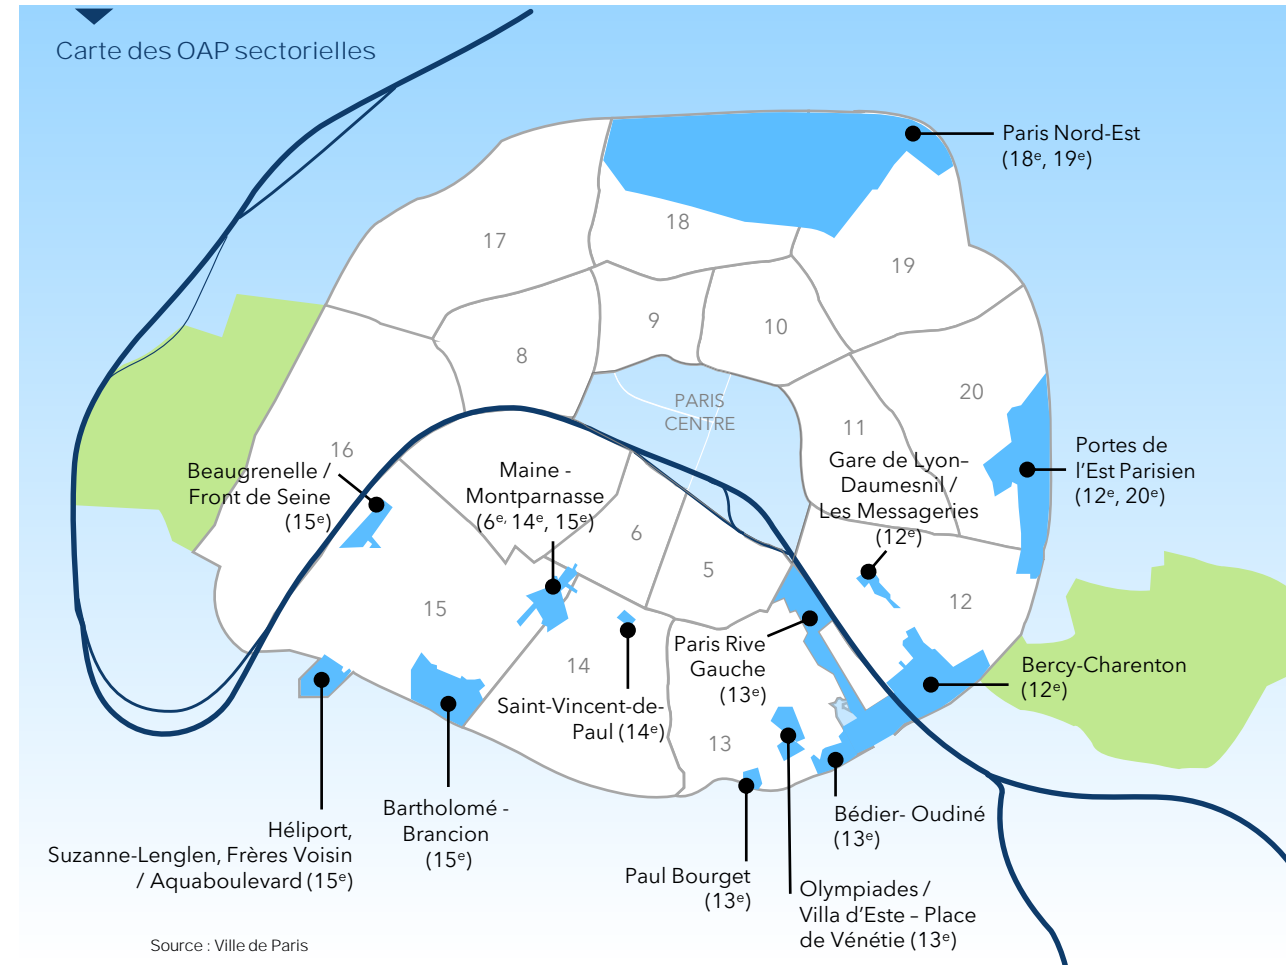 Carte des OAP sectorielles
Paris Nord-Est
(18ᵉ, 19ᵉ)
17
18
19
9
10
8
20
PARIS
CENTRE
11
16
Beaugrenelle /
Front de Seine
(15ᵉ)
Maine -
Montparnasse
(6ᵉ, 14ᵉ, 15ᵉ)
Gare de Lyon–
Daumesnil /
Les Messageries
(12ᵉ)
Portes de
l'Est Parisien
(12ᵉ, 20ᵉ)
6
5
12
15
14
Paris Rive
Gauche
(13ᵉ)
Bercy-Charenton
(12ᵉ)
Saint-Vincent-de-
Paul (14ᵉ)
13
Héliport,
Suzanne-Lenglen, Frères Voisin
/ Aquaboulevard (15ᵉ)
Bartholomé -
Brancion
(15ᵉ)
Bédier- Oudiné
(13ᵉ)
Paul Bourget
(13ᵉ)
Olympiades /
Villa d'Este – Place
de Vénétie (13ᵉ)
Source : Ville de Paris